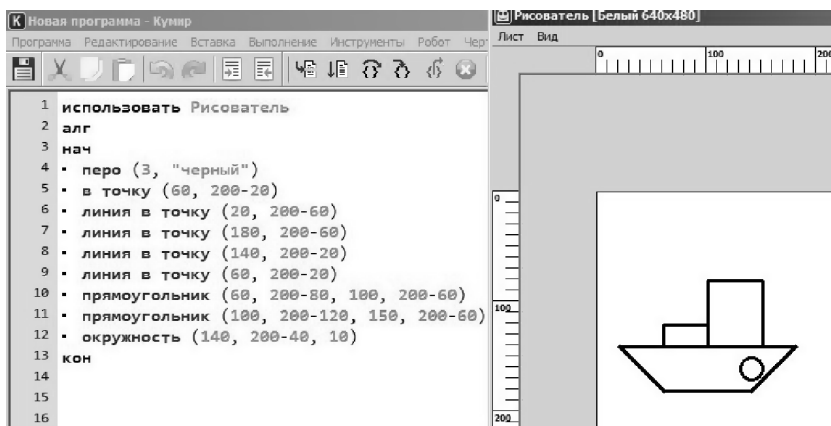 Новая программа - Кумир
Программа Редактирование Вставка Выполнение Инструменты Робот Чер
1 использовать Рисователь
2 алг
3 нач
4 · перо (3, "черный")
5 · в точку (60, 200-20)
6 · линия в точку (20, 200-60)
7 · линия в точку (180, 200-60)
8 · линия в точку (140, 200-20)
9 · линия в точку (60, 200-20)
10 · прямоугольник (60, 200-80, 100, 200-60)
11 · прямоугольник (100, 200-120, 150, 200-60)
12 · окружность (140, 200-40, 10)
13 кон
14
15
16
Рисователь [Белый 640x480]
Лист Вид
0 100 200
0
100
200